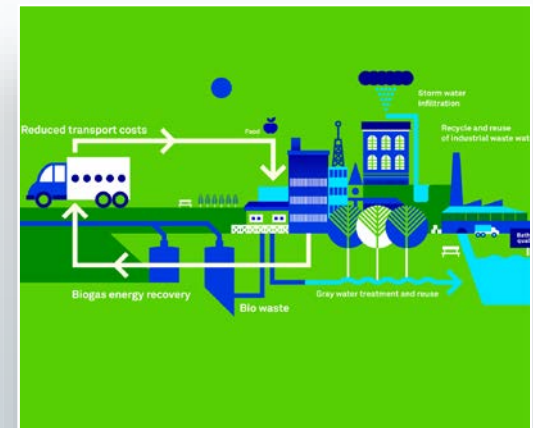 Storm water
infiltration
Reduced transport costs
Food
Recycle and reuse
of industrial waste
Biogas energy recovery
Bio waste
Gray water treatment and reuse